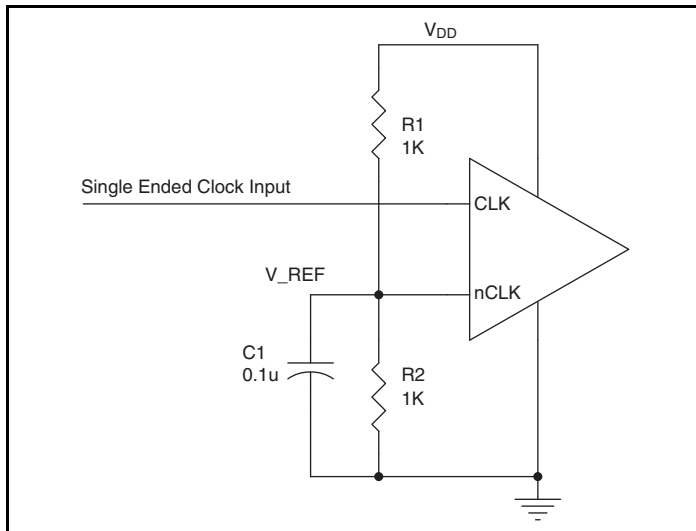 VDD
R1
1K
Single Ended Clock Input
CLK
V_REF
nCLK
C1
0.1u
R2
1K